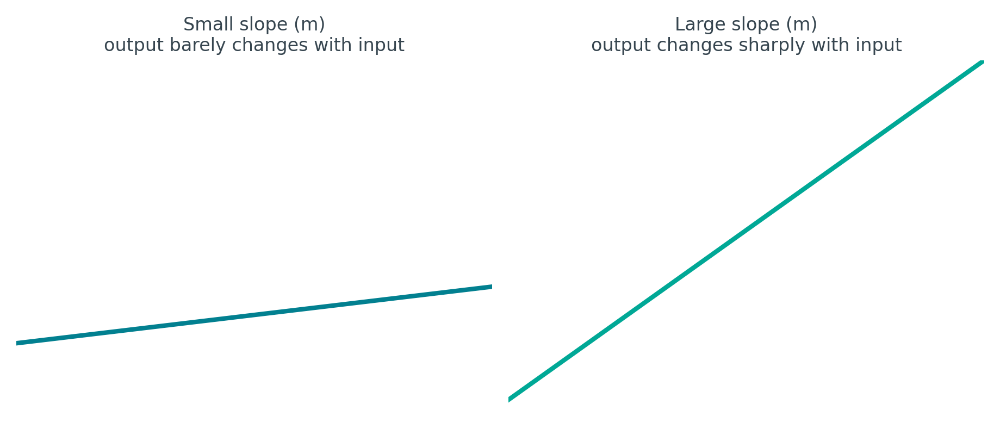 Small slope (m)
output barely changes with input
Large slope (m)
output changes sharply with input